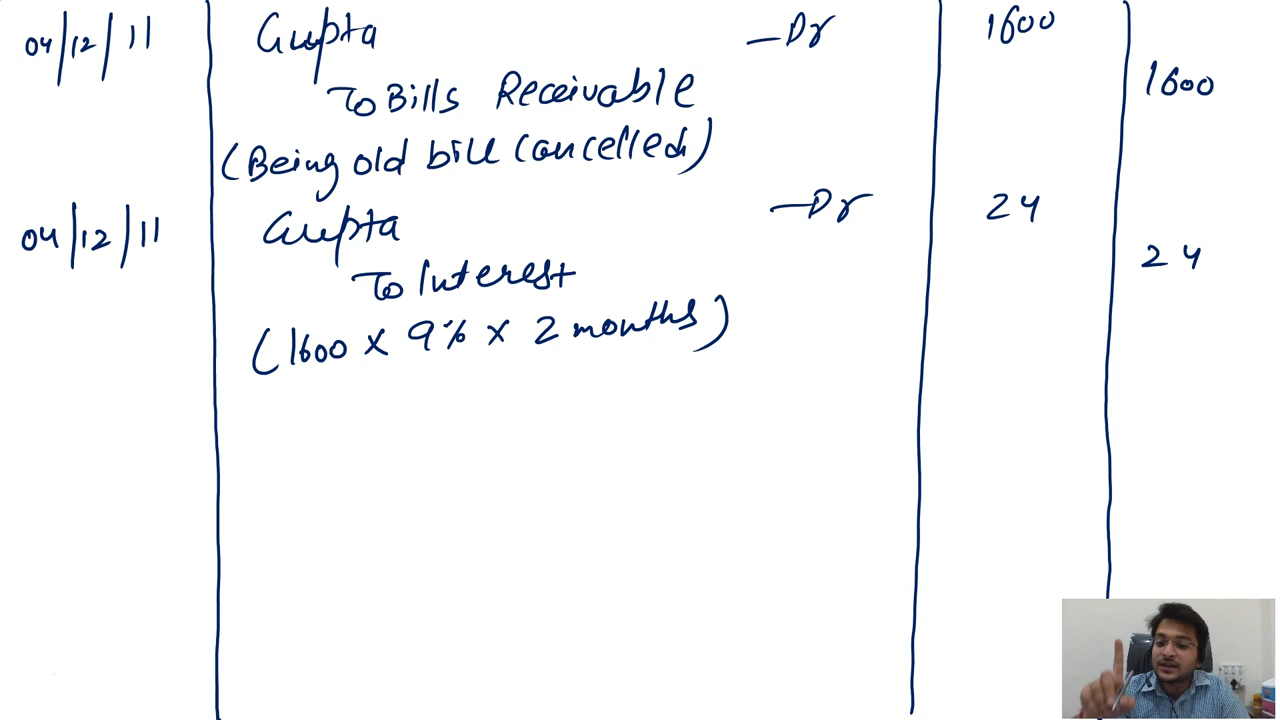 04/12/11 Gupta —Dr 1600
To Bills Receivable 1600
(Being old bill cancelled)
04/12/11 Gupta —Dr 24
To Interest 24
(1600 × 9% × 2 months)